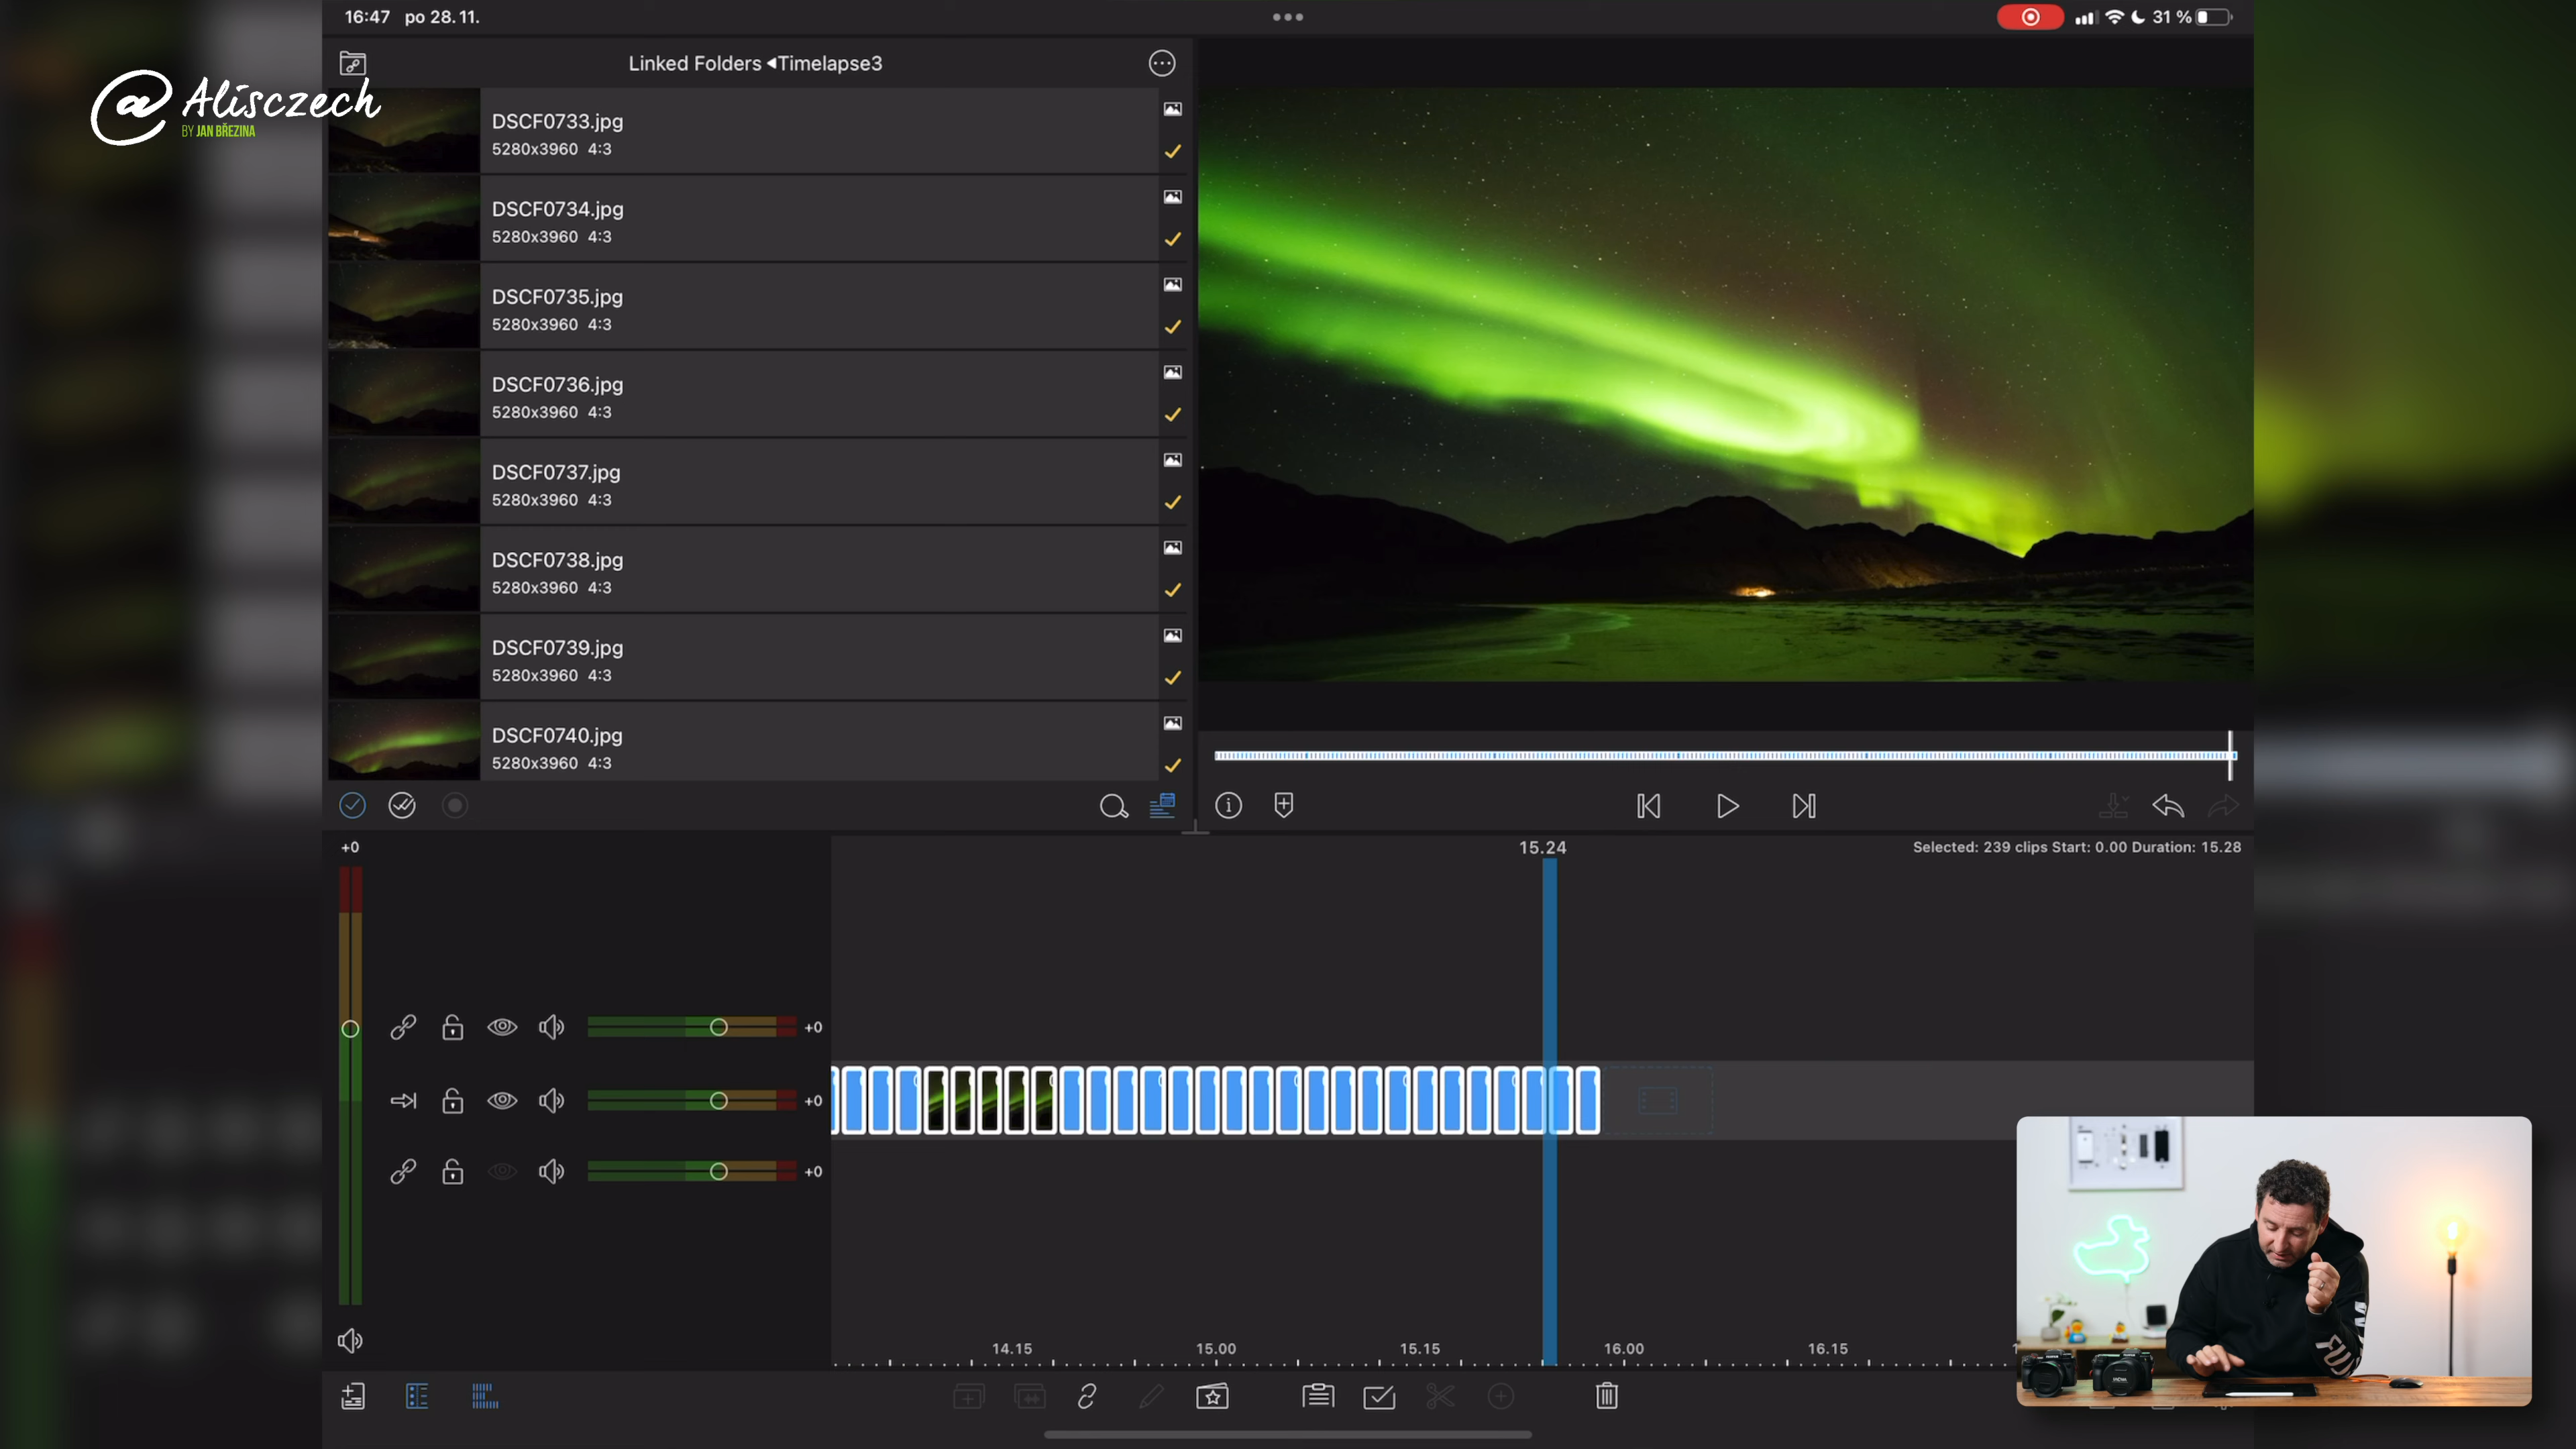 16:47 po 28. 11.
31 %
Linked Folders ◀Timelapse3
@Alisczech
BY JAN BŘEZINA
DSCF0733.jpg
5280x3960 4:3
DSCF0734.jpg
5280x3960 4:3
DSCF0735.jpg
5280x3960 4:3
DSCF0736.jpg
5280x3960 4:3
DSCF0737.jpg
5280x3960 4:3
DSCF0738.jpg
5280x3960 4:3
DSCF0739.jpg
5280x3960 4:3
DSCF0740.jpg
5280x3960 4:3
+0
15.24
Selected: 239 clips Start: 0.00 Duration: 15.28
+0
+0
+0
14.15 15.00 15.15 16.00 16.15